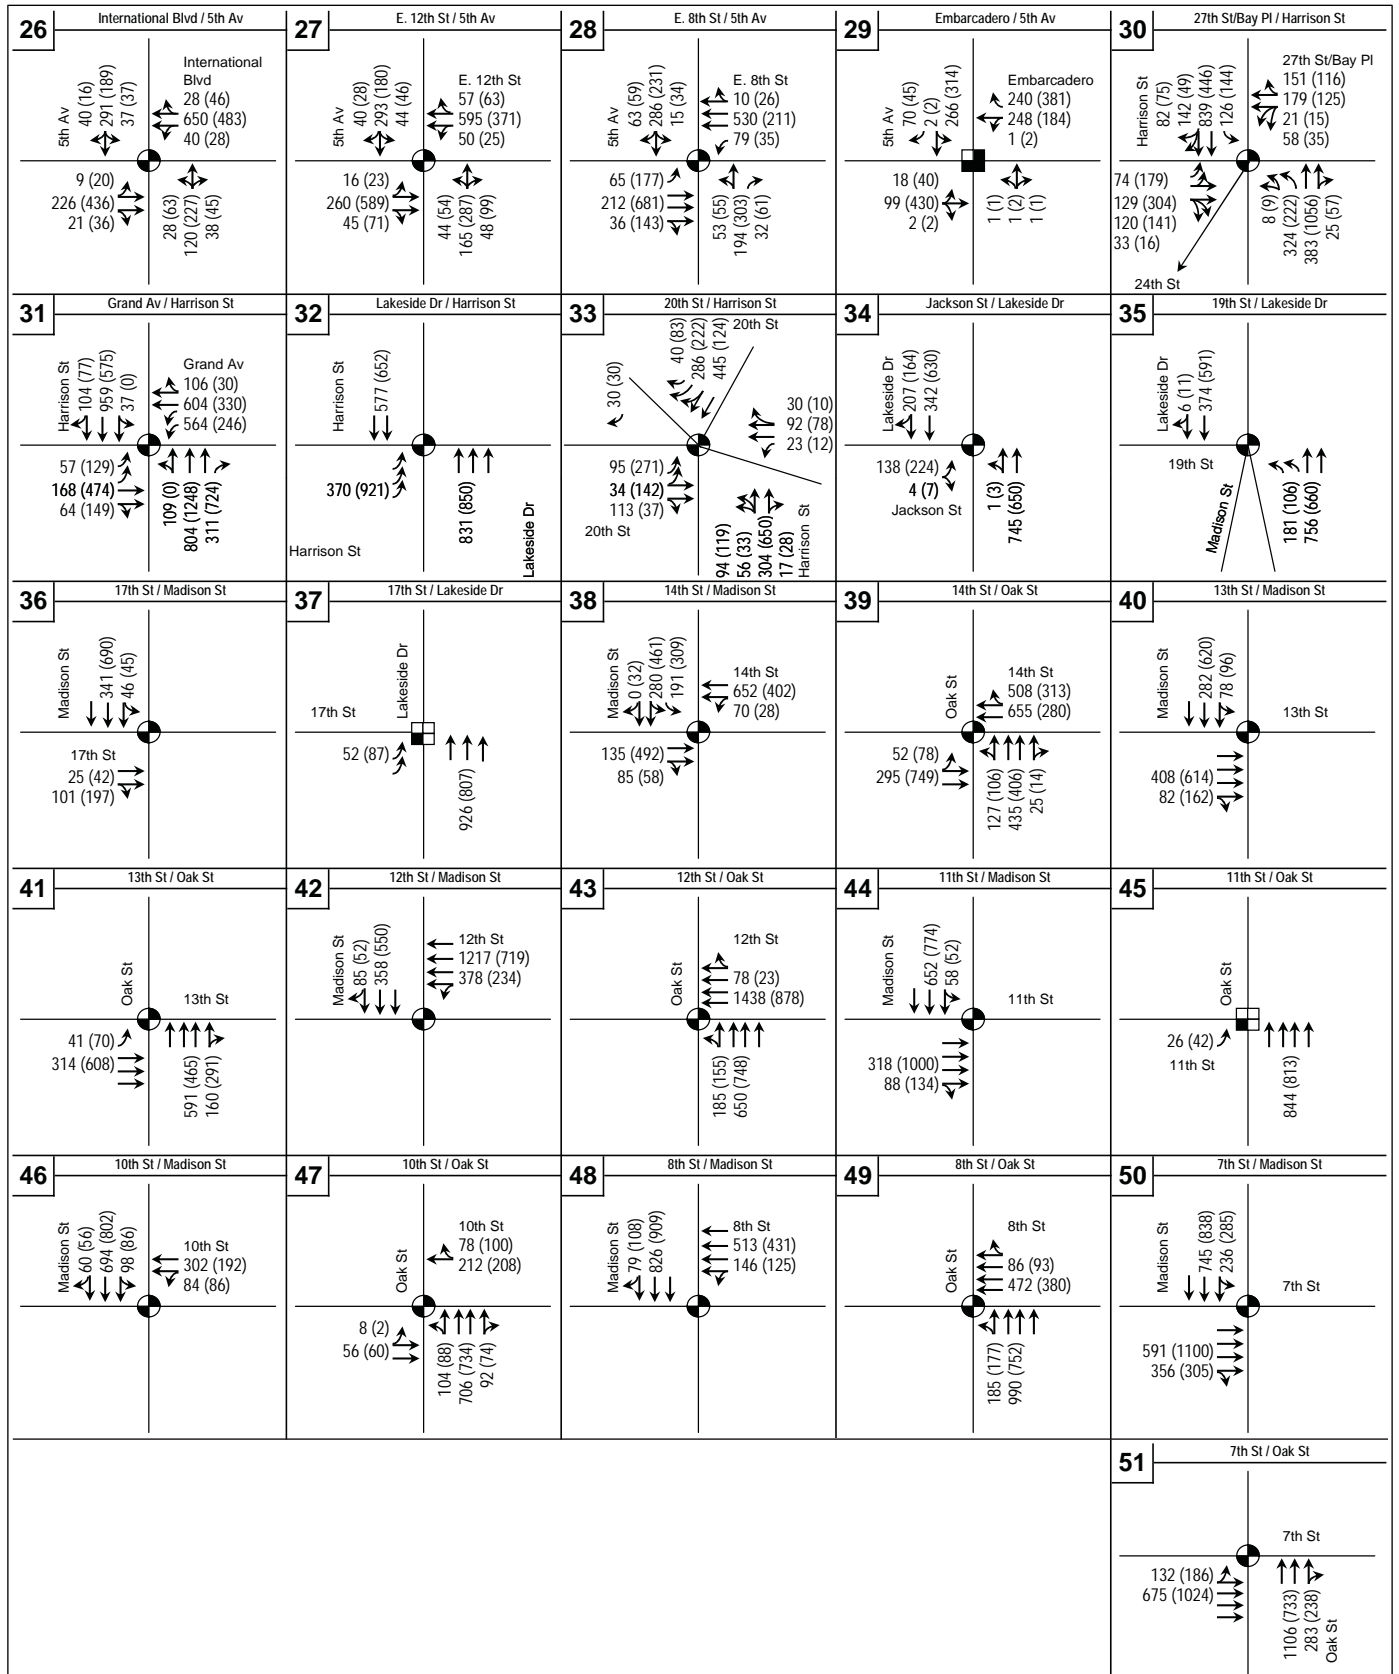 26
International Blvd / 5th Av
5th Av
40 (16)
291 (189)
37 (37)
International
Blvd
28 (46)
650 (483)
40 (28)
9 (20)
226 (436)
21 (36)
28 (63)
120 (227)
38 (45)
27
E. 12th St / 5th Av
5th Av
40 (28)
293 (180)
44 (46)
E. 12th St
57 (63)
595 (371)
50 (25)
16 (23)
260 (589)
45 (71)
44 (54)
165 (287)
48 (99)
28
E. 8th St / 5th Av
5th Av
63 (59)
286 (231)
15 (34)
E. 8th St
10 (26)
530 (211)
79 (35)
65 (177)
212 (681)
36 (143)
53 (55)
194 (303)
32 (61)
29
Embarcadero / 5th Av
5th Av
70 (45)
2 (2)
266 (314)
Embarcadero
240 (381)
248 (184)
1 (2)
18 (40)
99 (430)
2 (2)
1 (1)
1 (2)
1 (1)
30
27th St/Bay Pl / Harrison St
Harrison St
82 (75)
142 (49)
839 (446)
126 (144)
27th St/Bay Pl
151 (116)
179 (125)
21 (15)
58 (35)
74 (179)
129 (304)
120 (141)
33 (16)
8 (9)
324 (222)
383 (1056)
25 (57)
24th St
31
Grand Av / Harrison St
Harrison St
104 (77)
959 (575)
37 (0)
Grand Av
106 (30)
604 (330)
564 (246)
57 (129)
168 (474)
64 (149)
109 (0)
804 (1248)
311 (724)
32
Lakeside Dr / Harrison St
Harrison St
577 (652)
370 (921)
831 (850)
Harrison St
Lakeside Dr
33
20th St / Harrison St
20th St
30 (30)
40 (83)
286 (222)
445 (124)
30 (10)
92 (78)
23 (12)
95 (271)
34 (142)
113 (37)
20th St
94 (119)
56 (33)
304 (650)
17 (28)
Harrison St
34
Jackson St / Lakeside Dr
Lakeside Dr
207 (164)
342 (630)
138 (224)
4 (7)
Jackson St
1 (3)
745 (650)
35
19th St / Lakeside Dr
Lakeside Dr
6 (11)
374 (591)
19th St
Madison St
181 (106)
756 (660)
36
17th St / Madison St
Madison St
341 (690)
46 (45)
17th St
25 (42)
101 (197)
37
17th St / Lakeside Dr
Lakeside Dr
17th St
52 (87)
926 (807)
38
14th St / Madison St
Madison St
0 (32)
280 (461)
191 (309)
14th St
652 (402)
70 (28)
135 (492)
85 (58)
39
14th St / Oak St
Oak St
14th St
508 (313)
655 (280)
52 (78)
295 (749)
127 (106)
435 (406)
25 (14)
40
13th St / Madison St
Madison St
282 (620)
78 (96)
13th St
408 (614)
82 (162)
41
13th St / Oak St
Oak St
13th St
41 (70)
314 (608)
591 (465)
160 (291)
42
12th St / Madison St
Madison St
85 (52)
358 (550)
12th St
1217 (719)
378 (234)
43
12th St / Oak St
Oak St
12th St
78 (23)
1438 (878)
185 (155)
650 (748)
44
11th St / Madison St
Madison St
652 (774)
58 (52)
11th St
318 (1000)
88 (134)
45
11th St / Oak St
Oak St
26 (42)
11th St
844 (813)
46
10th St / Madison St
Madison St
60 (56)
694 (802)
98 (86)
10th St
302 (192)
84 (86)
47
10th St / Oak St
Oak St
10th St
78 (100)
212 (208)
8 (2)
56 (60)
104 (88)
706 (734)
92 (74)
48
8th St / Madison St
Madison St
79 (108)
826 (909)
8th St
513 (431)
146 (125)
49
8th St / Oak St
Oak St
8th St
86 (93)
472 (380)
185 (177)
990 (752)
50
7th St / Madison St
Madison St
745 (838)
236 (285)
7th St
591 (1100)
356 (305)
51
7th St / Oak St
7th St
132 (186)
675 (1024)
1106 (733)
283 (238)
Oak St